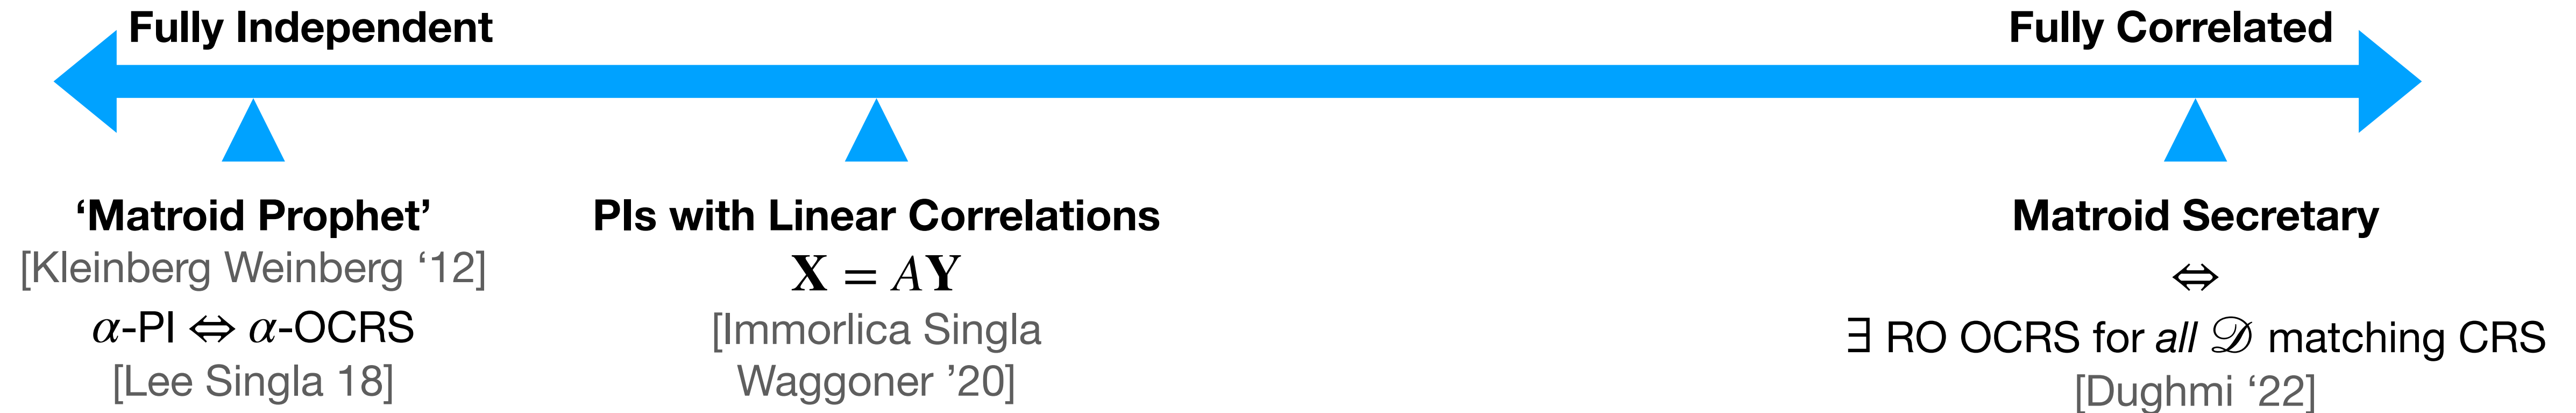 Fully Independent
Fully Correlated
‘Matroid Prophet’
[Kleinberg Weinberg ‘12]
α-PI ⇔ α-OCRS
[Lee Singla 18]
PIs with Linear Correlations
X = AY
[Immorlica Singla
Waggoner ’20]
Matroid Secretary
⇔
∃ RO OCRS for all 𝒟 matching CRS
[Dughmi ‘22]